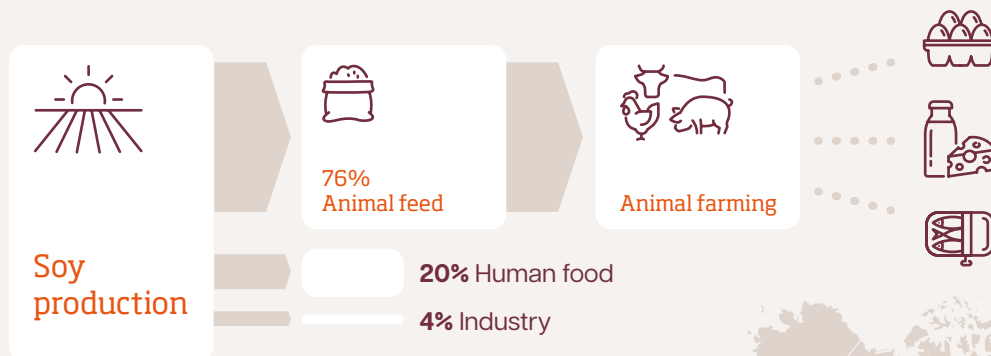 76%
Animal feed
Animal farming
Soy
production
20% Human food
4% Industry